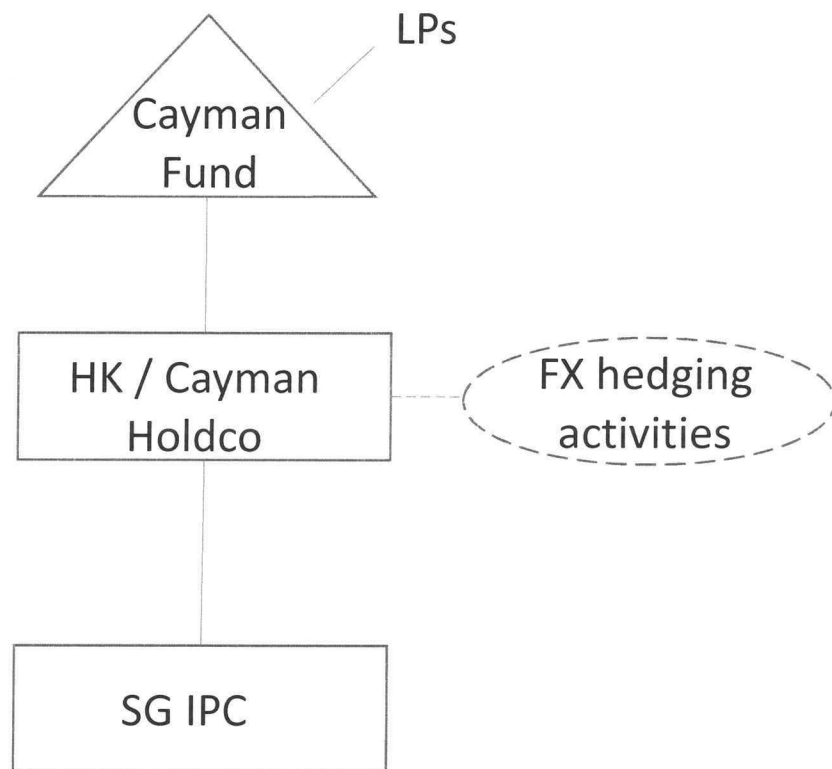 LPs
Cayman
Fund
HK / Cayman
Holdco
FX hedging
activities
SG IPC